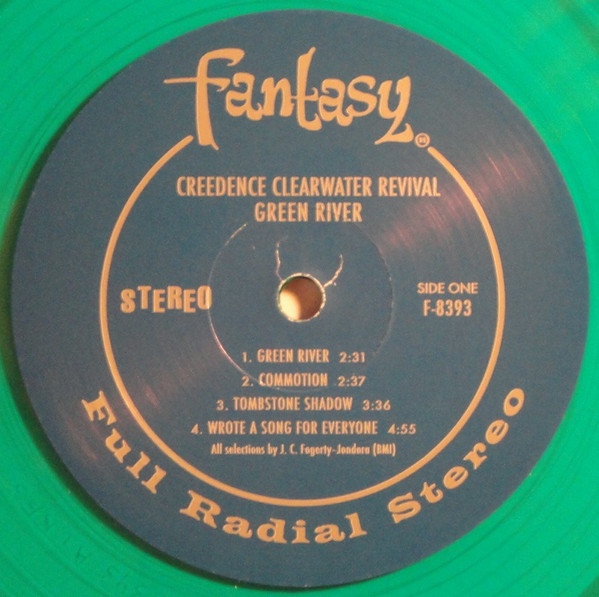 fantasy
CREEDENCE CLEARWATER REVIVAL
GREEN RIVER
STEREO
SIDE ONE
F-8393
1. GREEN RIVER 2:31
2. COMMOTION 2:37
3. TOMBSTONE SHADOW 3:36
4. WROTE A SONG FOR EVERYONE 4:55
All selections by J. C. Fogerty-Jondora (BMI)
Full Radial Stereo